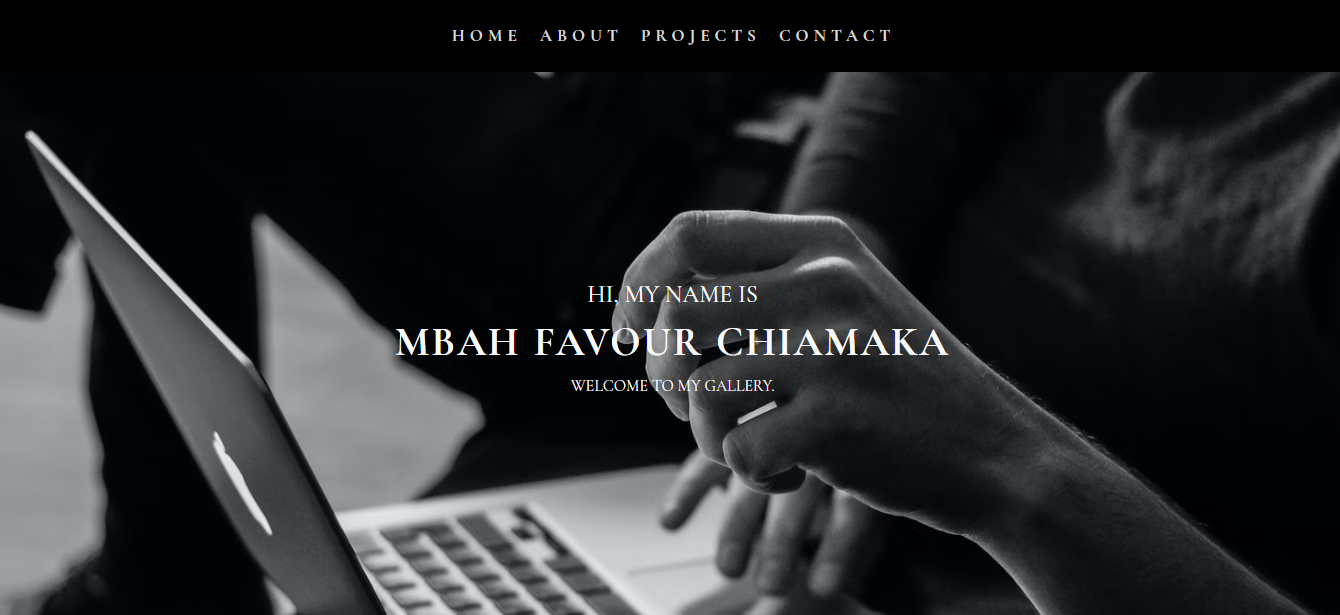 HOME ABOUT PROJECTS CONTACT
HI, MY NAME IS
MBAH FAVOUR CHIAMAKA
WELCOME TO MY GALLERY.